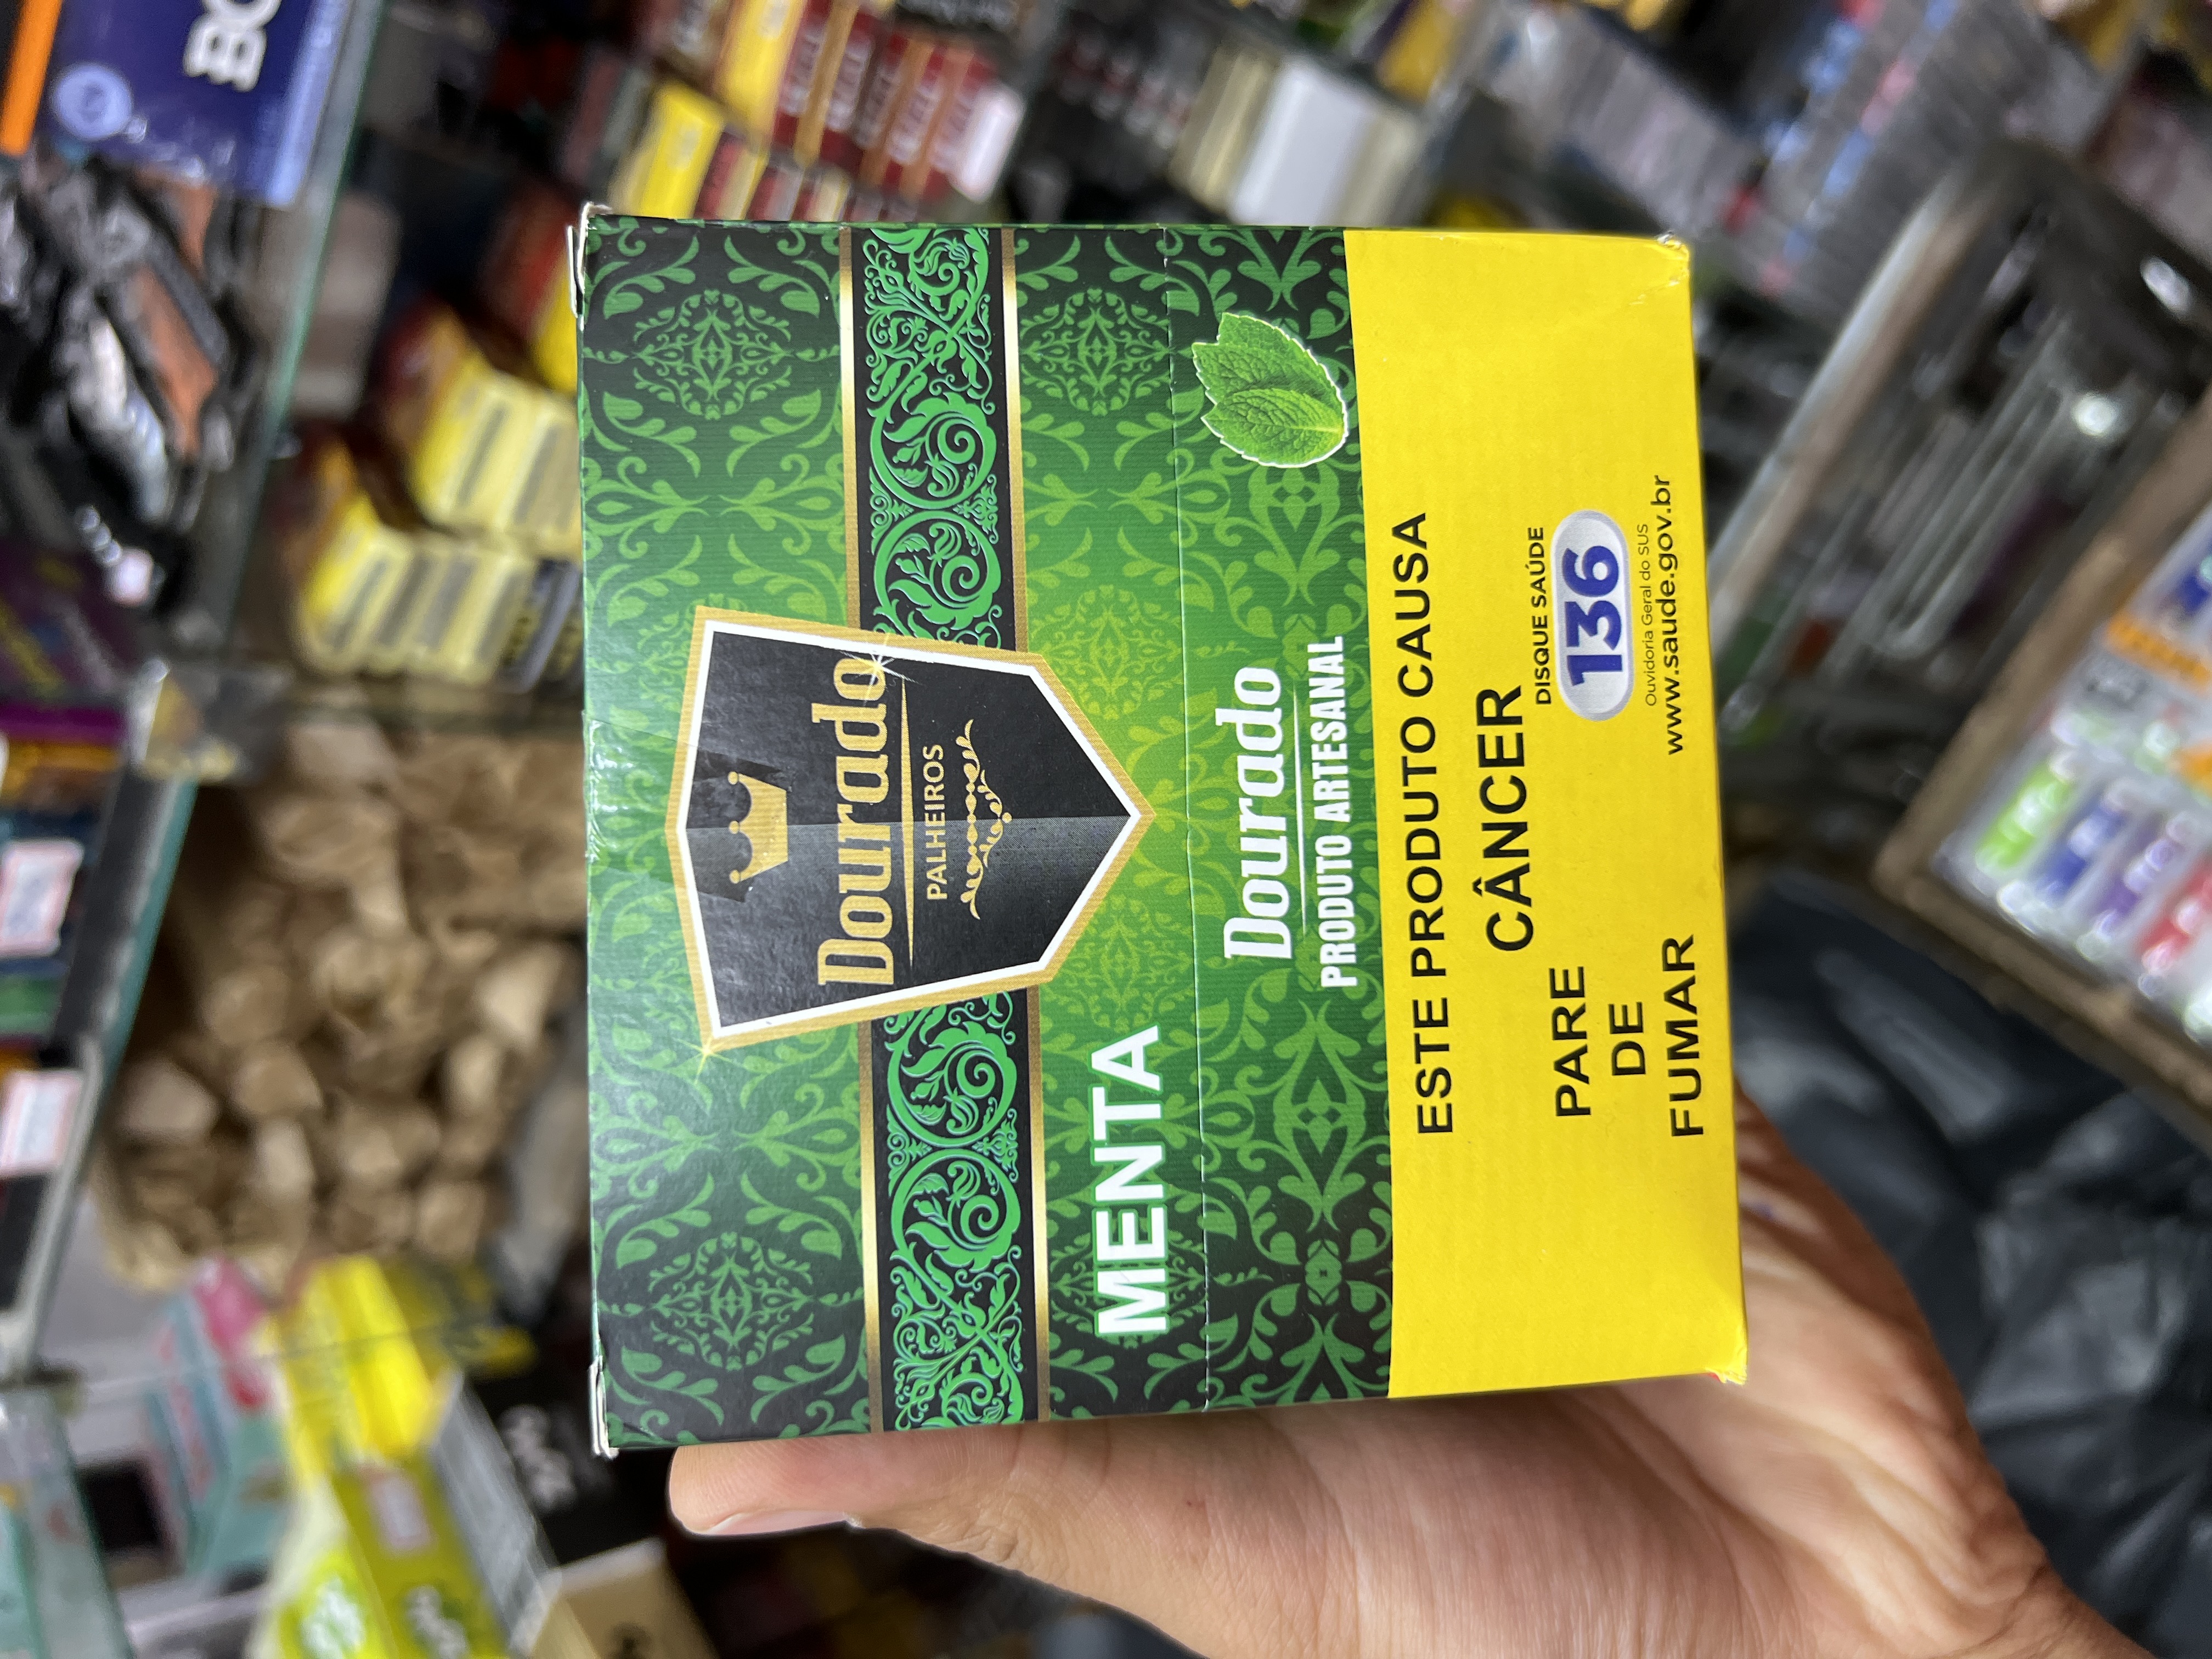 Dourado
PALHEIROS
MENTA
Dourado
PRODUTO ARTESANAL
ESTE PRODUTO CAUSA
CÂNCER
PARE
DE
FUMAR
DISQUE SAÚDE
136
Ouvidoria Geral do SUS
www.saude.gov.br